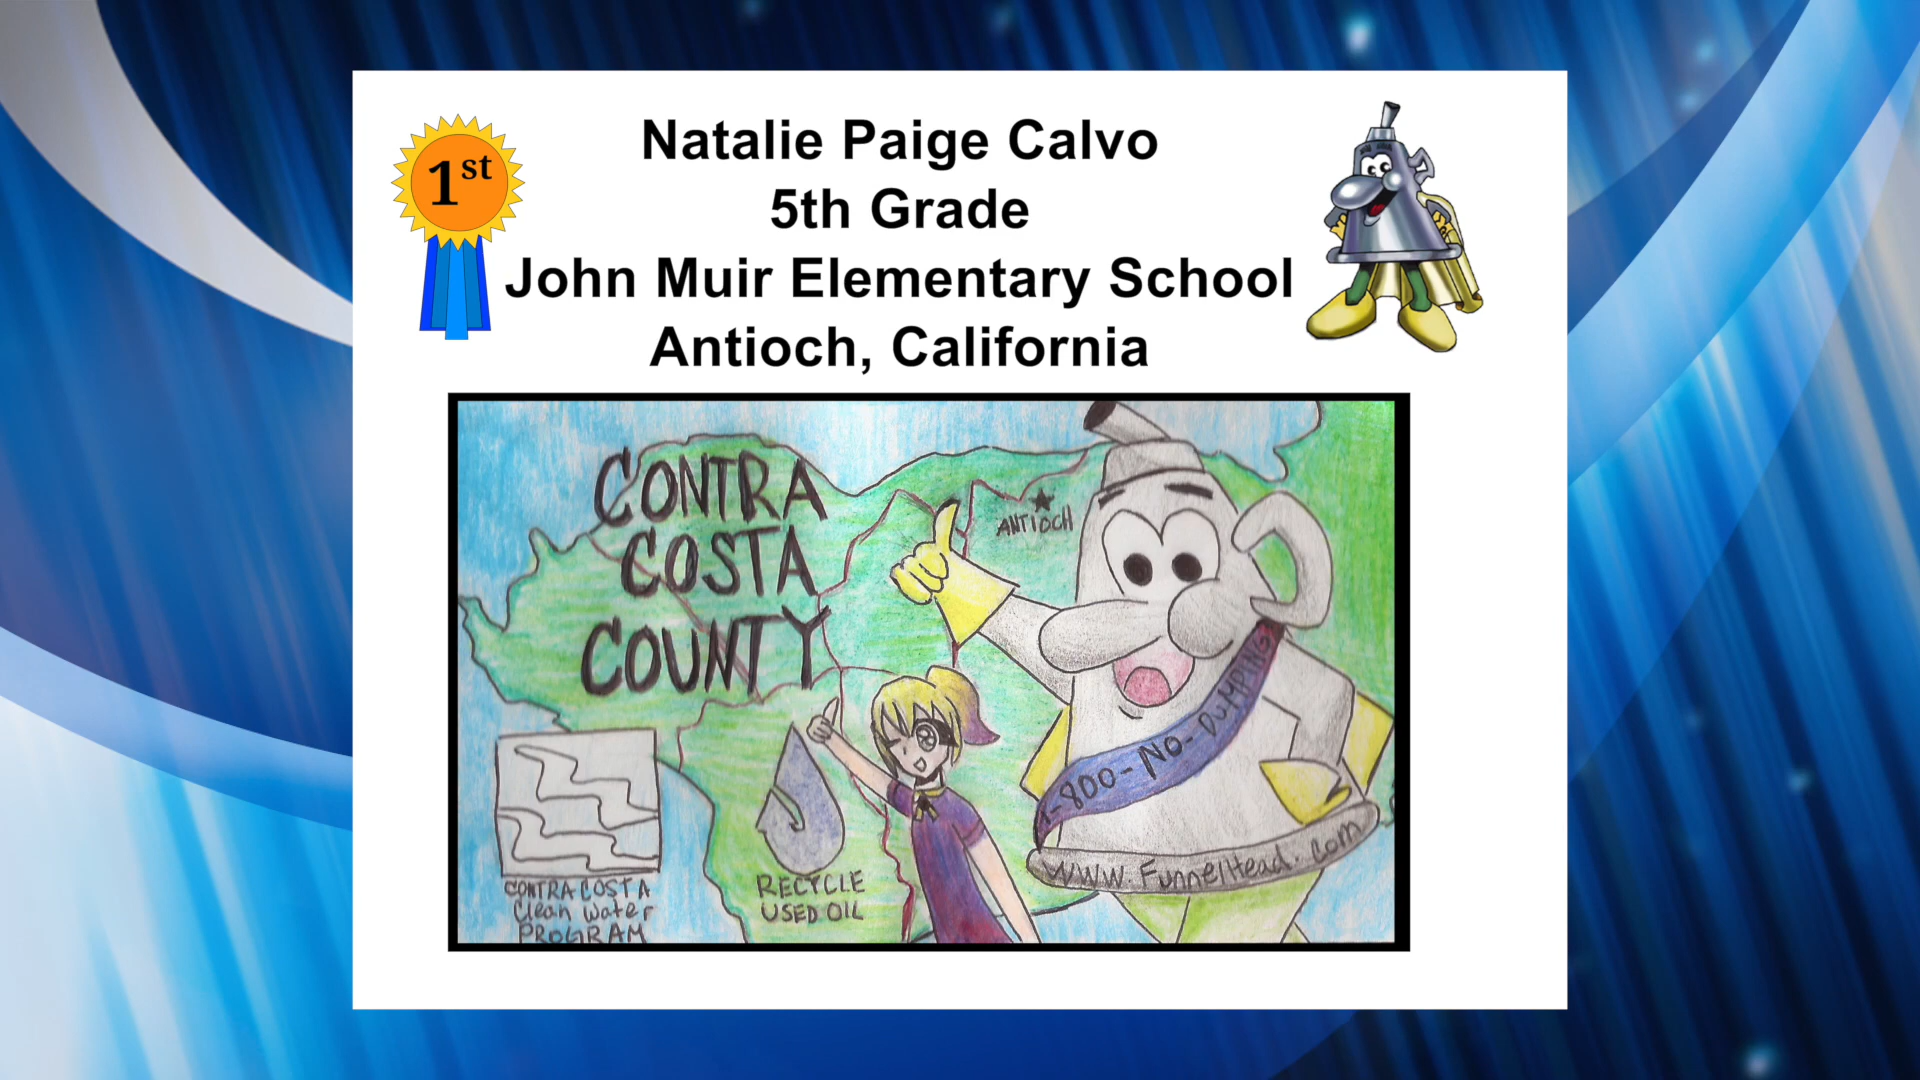 1st
Natalie Paige Calvo
5th Grade
John Muir Elementary School
Antioch, California
CONTRA
COSTA
COUNTY
ANTIOCH
1-800-NO-DUMPING
www.FunnelHead.com
CONTRA COSTA
Clean Water
PROGRAM
RECYCLE
USED OIL